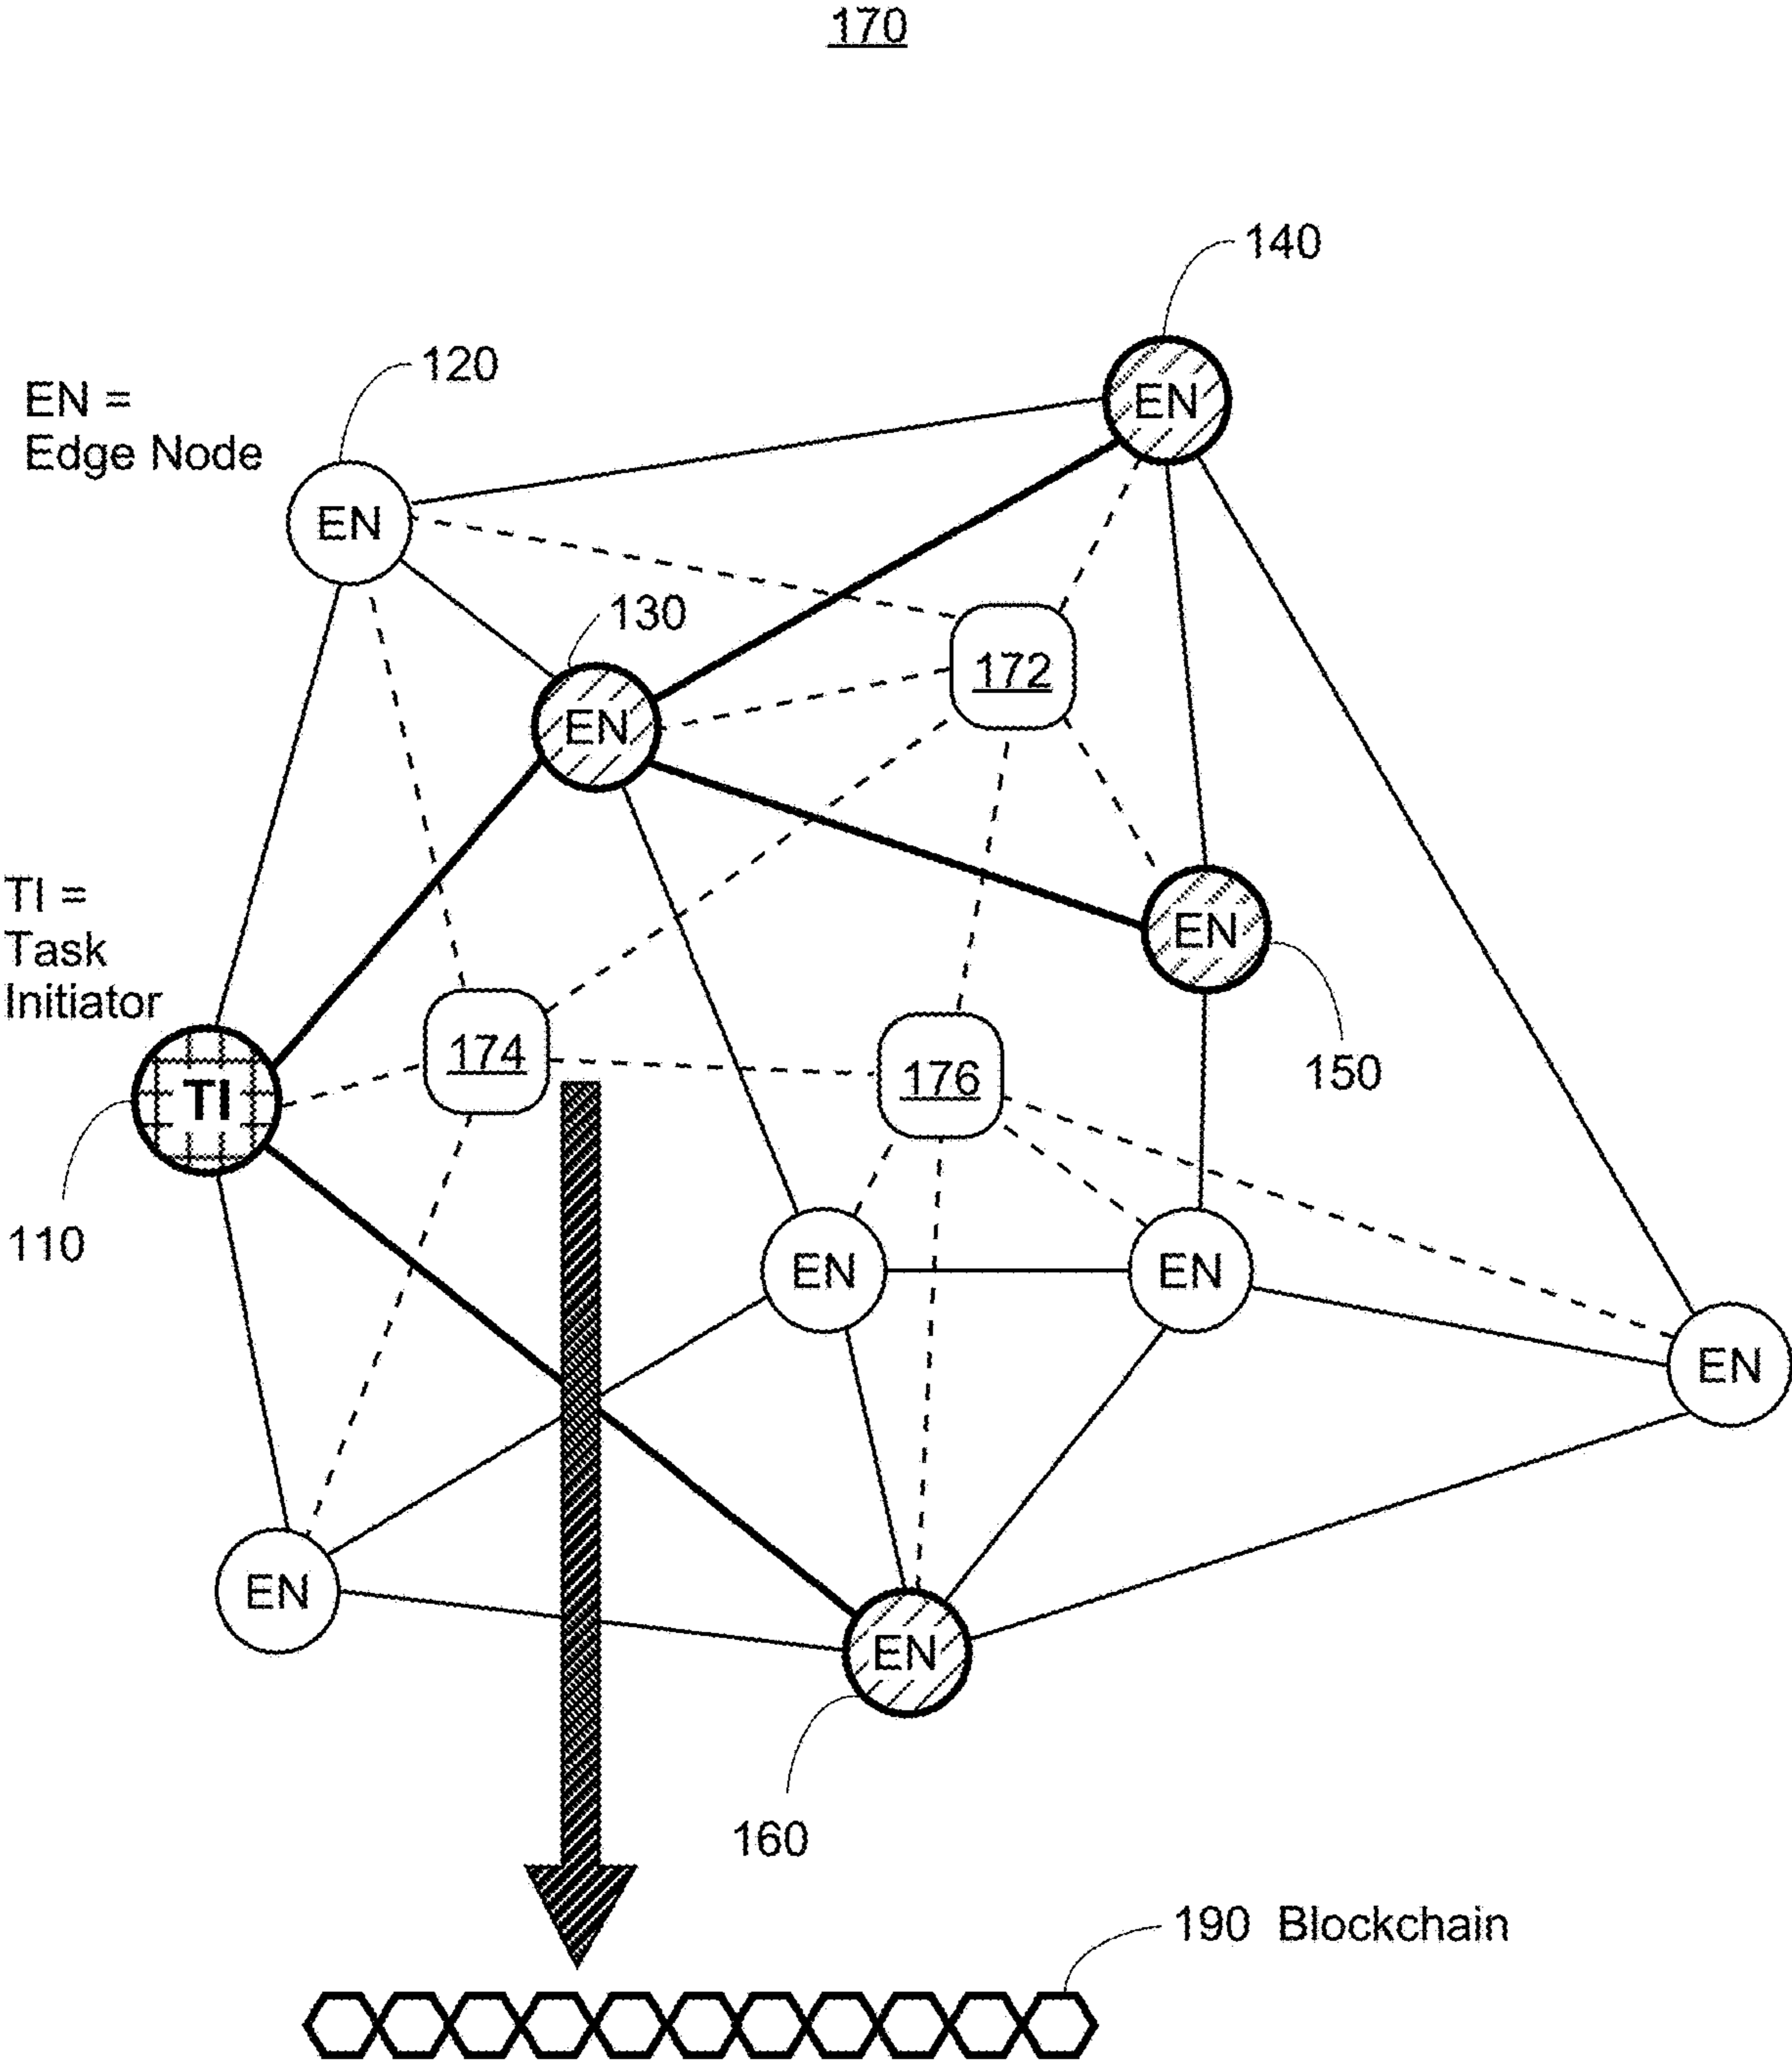 170
140
120
EN =
Edge Node
EN
EN
130
172
EN
TI =
Task
Initiator
EN
174
176
150
TI
110
EN
EN
EN
EN
EN
160
190 Blockchain